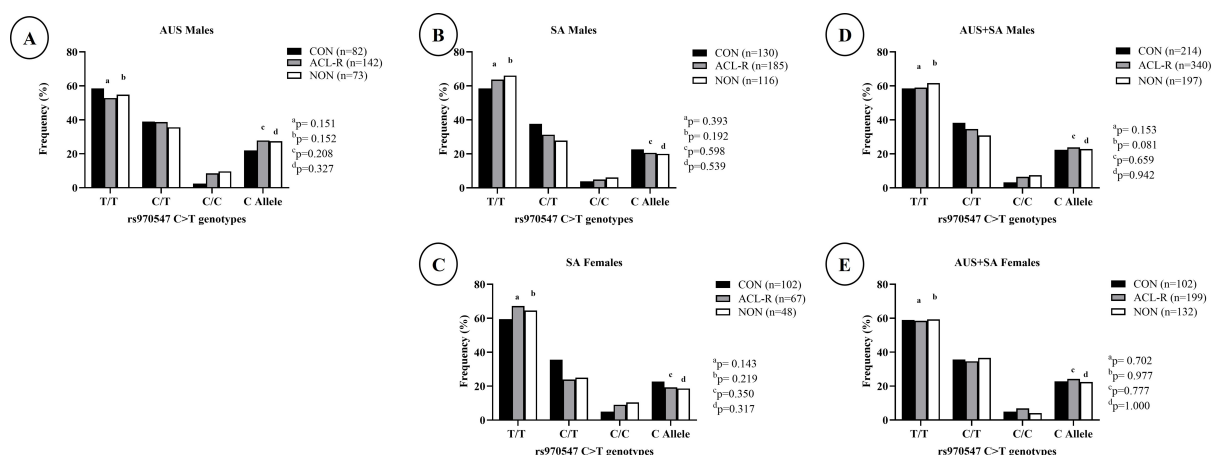 A
AUS Males
CON (n=82)
ACL-R (n=142)
NON (n=73)
Frequency (%)
80
60
40
20
0
a
b
c
d
ap= 0.151
bp= 0.152
cp=0.208
dp=0.327
T/T
C/T
C/C
C Allele
rs970547 C>T genotypes
B
SA Males
CON (n=130)
ACL-R (n=185)
NON (n=116)
Frequency (%)
80
60
40
20
0
a
b
c
d
ap= 0.393
bp= 0.192
cp=0.598
dp=0.539
T/T
C/T
C/C
C Allele
rs970547 C>T genotypes
D
AUS+SA Males
CON (n=214)
ACL-R (n=340)
NON (n=197)
Frequency (%)
80
60
40
20
0
a
b
c
d
ap= 0.153
bp= 0.081
cp=0.659
dp=0.942
T/T
C/T
C/C
C Allele
rs970547 C>T genotypes
C
SA Females
CON (n=102)
ACL-R (n=67)
NON (n=48)
Frequency (%)
80
60
40
20
0
a
b
c
d
ap= 0.143
bp= 0.219
cp=0.350
dp=0.317
T/T
C/T
C/C
C Allele
rs970547 C>T genotypes
E
AUS+SA Females
CON (n=102)
ACL-R (n=199)
NON (n=132)
Frequency (%)
80
60
40
20
0
a
b
c
d
ap= 0.702
bp= 0.977
cp=0.777
dp=1.000
T/T
C/T
C/C
C Allele
rs970547 C>T genotypes